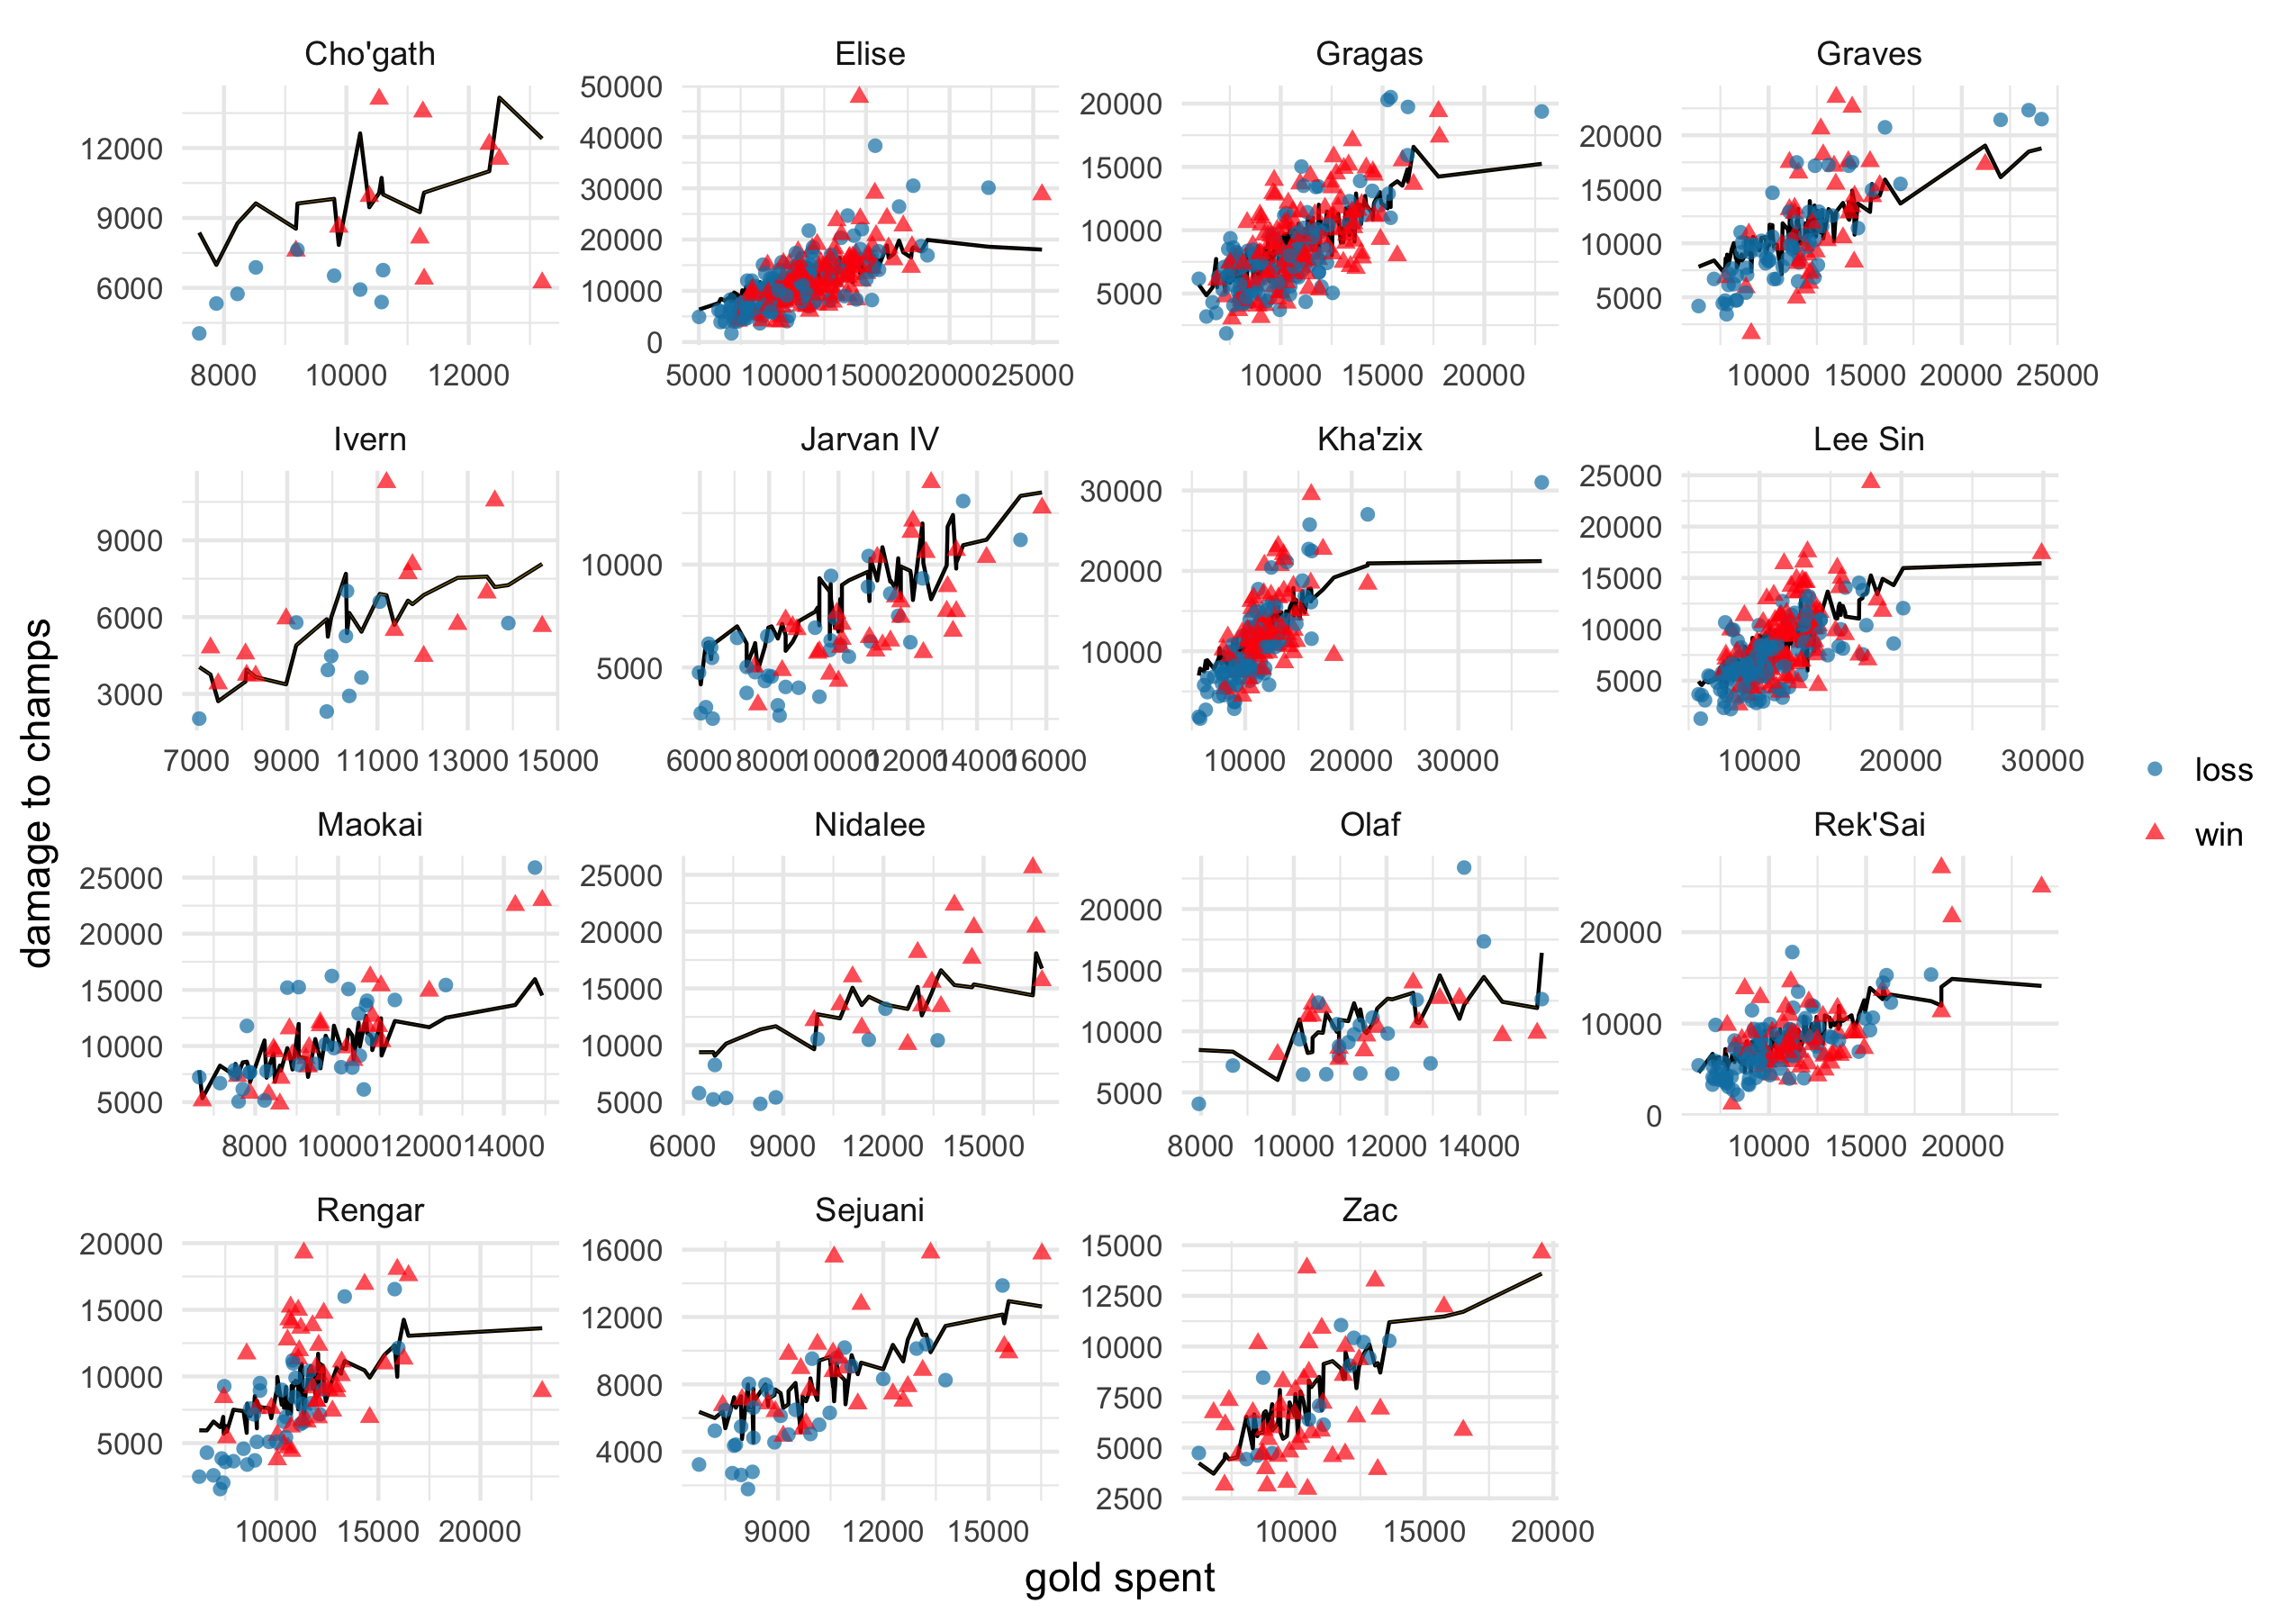 Cho'gath
Elise
Gragas
Graves
12000
9000
6000
8000 10000 12000
50000
40000
30000
20000
10000
0
5000 10000 15000 20000 25000
20000
15000
10000
5000
10000 15000 20000
20000
15000
10000
5000
10000 15000 20000 25000
Ivern
Jarvan IV
Kha'zix
Lee Sin
9000
6000
3000
7000 9000 11000 13000 15000
10000
5000
6000 8000 10000 12000 14000 16000
30000
20000
10000
10000 20000 30000
25000
20000
15000
10000
5000
10000 20000 30000
Maokai
Nidalee
Olaf
Rek'Sai
25000
20000
15000
10000
5000
8000 10000 12000 14000
25000
20000
15000
10000
5000
6000 9000 12000 15000
20000
15000
10000
5000
8000 10000 12000 14000
20000
10000
0
10000 15000 20000
Rengar
Sejuani
Zac
20000
15000
10000
5000
10000 15000 20000
16000
12000
8000
4000
9000 12000 15000
15000
12500
10000
7500
5000
2500
10000 15000 20000
damage to champs
gold spent
loss
win